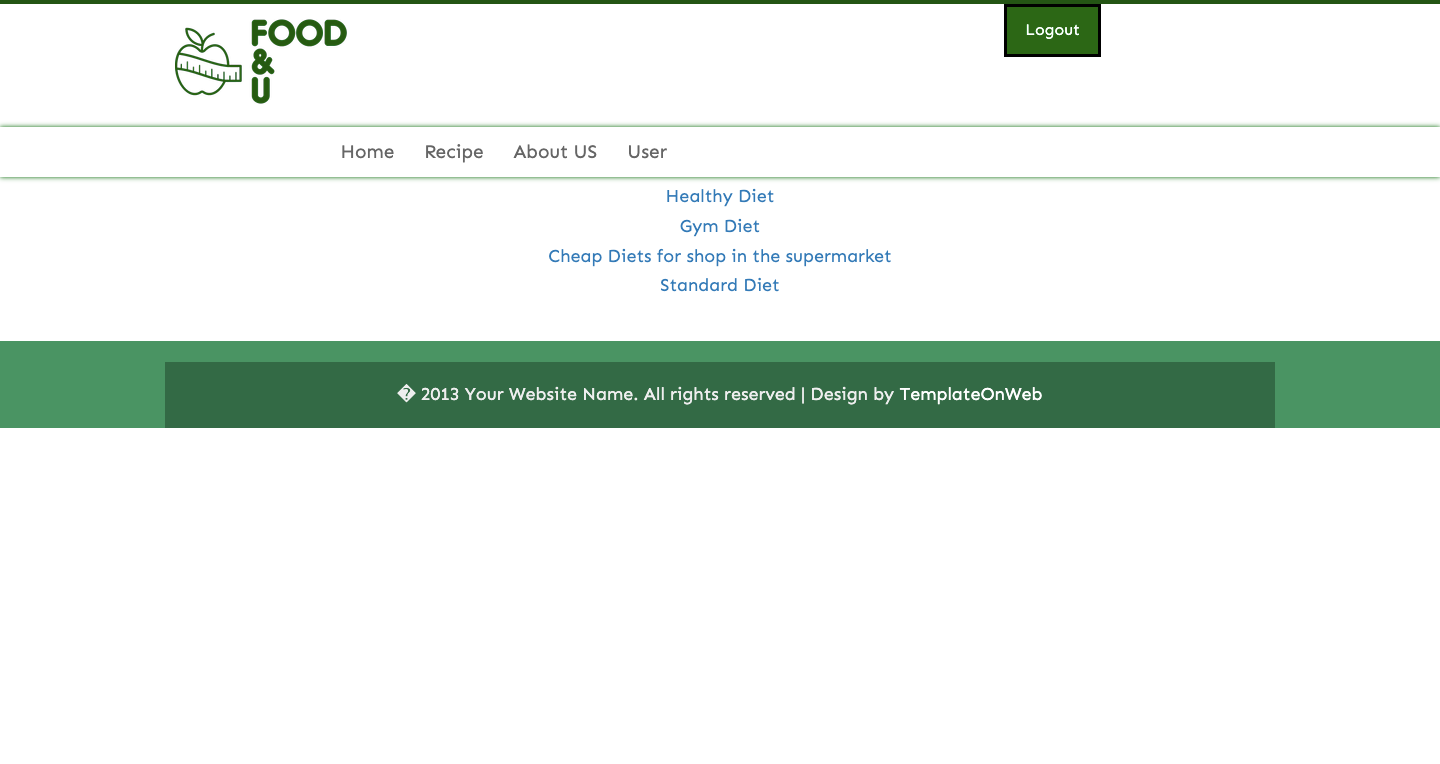 FOOD
&
U
Logout
Home Recipe About US User
Healthy Diet
Gym Diet
Cheap Diets for shop in the supermarket
Standard Diet
� 2013 Your Website Name. All rights reserved | Design by TemplateOnWeb